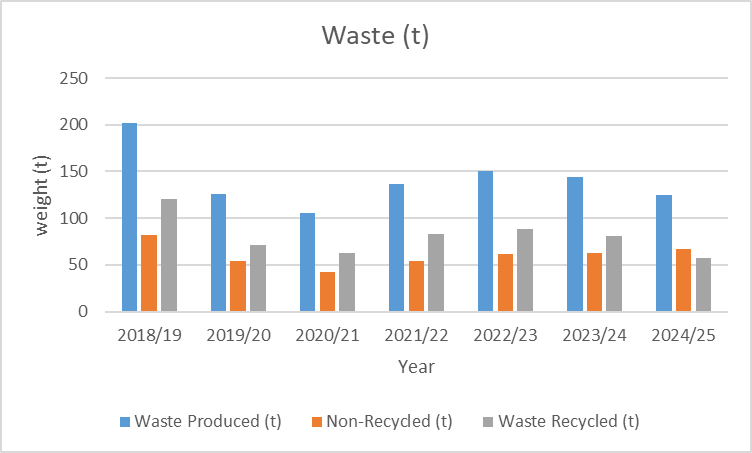 Waste (t)
250
200
150
100
50
0
weight (t)
2018/19 2019/20 2020/21 2021/22 2022/23 2023/24 2024/25
Year
Waste Produced (t) Non-Recycled (t) Waste Recycled (t)